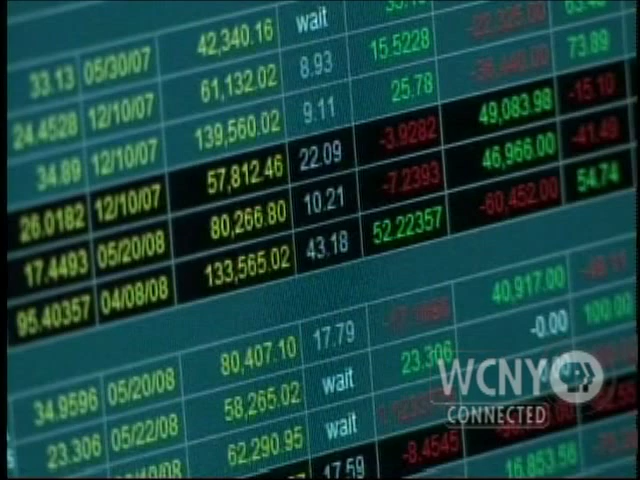 42,340.16 wait
33.13 05/30/07 61,132.02 8.93 15.5228
24.4528 12/10/07 139,560.02 9.11 25.78 73.89
34.89 12/10/07 57,812.46 22.09 -3.9282 49,083.98 -15.10
26.0182 12/10/07 80,266.80 10.21 -7.2393 46,966.00 -41.49
17.4493 05/20/08 133,565.02 43.18 52.22357 -60,452.00 54.74
95.40357 04/08/08
80,407.10 17.79 40,917.00
34.9596 05/20/08 58,265.02 wait 23.306 -0.00 100.00
23.306 05/22/08 62,290.95 wait
17.59 -8.4545 16,853.58
WCNY PBS
CONNECTED